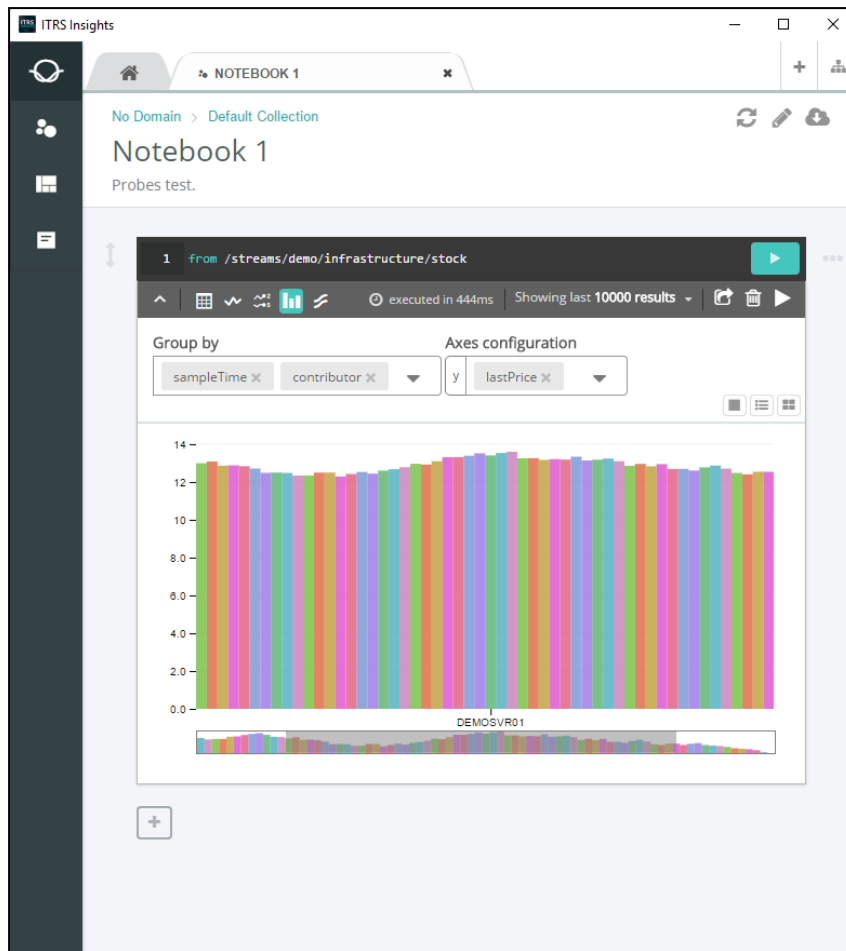 ITRS ITRS Insights
NOTEBOOK 1
No Domain > Default Collection
Notebook 1
Probes test.
1 from /streams/demo/infrastructure/stock
executed in 444ms Showing last 10000 results
Group by Axes configuration
sampleTime contributor y lastPrice
14
12
10
8.0
6.0
4.0
2.0
0.0
DEMOSVR01